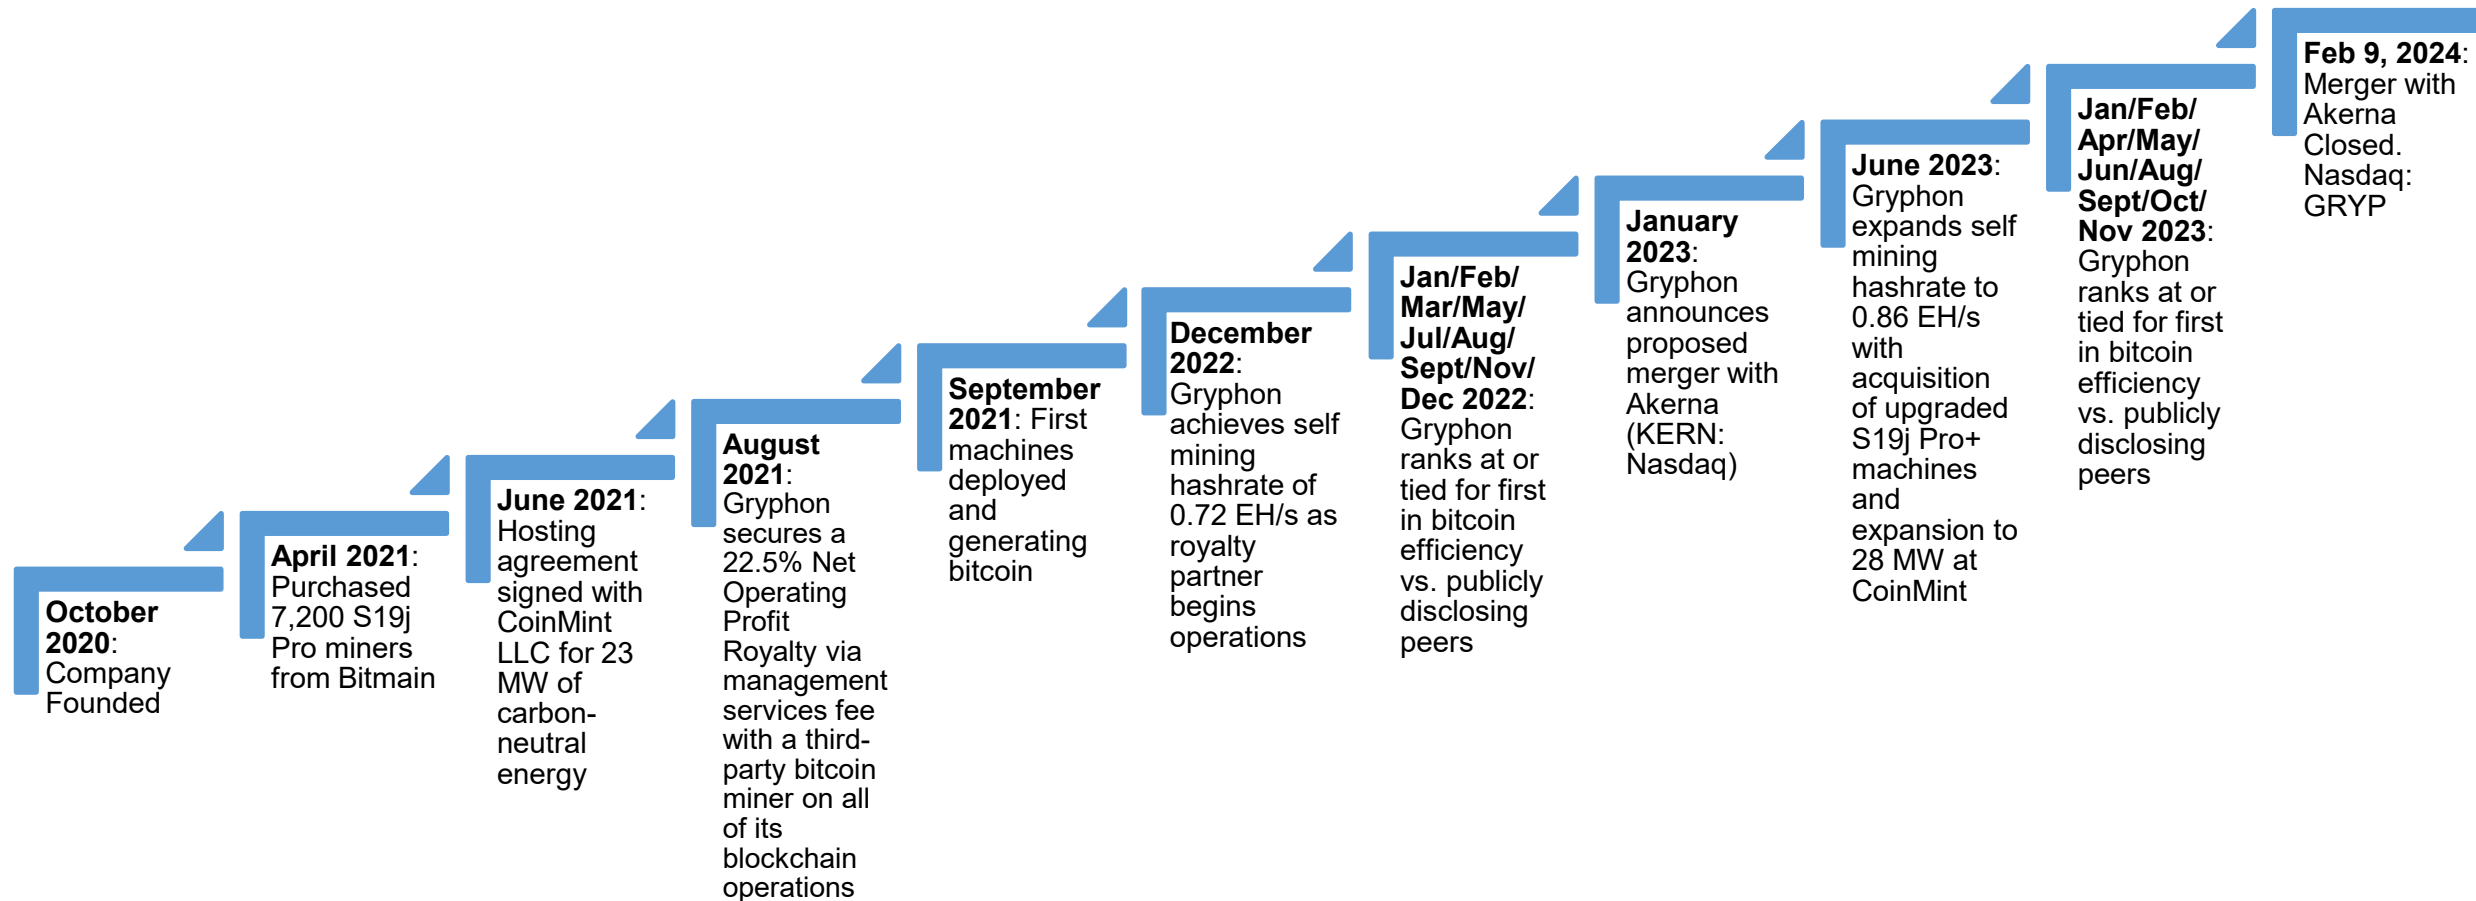 October
2020:
Company
Founded
April 2021:
Purchased
7,200 S19j
Pro miners
from Bitmain
June 2021:
Hosting
agreement
signed with
CoinMint
LLC for 23
MW of
carbon-
neutral
energy
August
2021:
Gryphon
secures a
22.5% Net
Operating
Profit
Royalty via
management
services fee
with a third-
party bitcoin
miner on all
of its
blockchain
operations
September
2021: First
machines
deployed
and
generating
bitcoin
December
2022:
Gryphon
achieves self
mining
hashrate of
0.72 EH/s as
royalty
partner
begins
operations
Jan/Feb/
Mar/May/
Jul/Aug/
Sept/Nov/
Dec 2022:
Gryphon
ranks at or
tied for first
in bitcoin
efficiency
vs. publicly
disclosing
peers
January
2023:
Gryphon
announces
proposed
merger with
Akerna
(KERN:
Nasdaq)
June 2023:
Gryphon
expands self
mining
hashrate to
0.86 EH/s
with
acquisition
of upgraded
S19j Pro+
machines
and
expansion to
28 MW at
CoinMint
Jan/Feb/
Apr/May/
Jun/Aug/
Sept/Oct/
Nov 2023:
Gryphon
ranks at or
tied for first
in bitcoin
efficiency
vs. publicly
disclosing
peers
Feb 9, 2024:
Merger with
Akerna
Closed.
Nasdaq:
GRYP